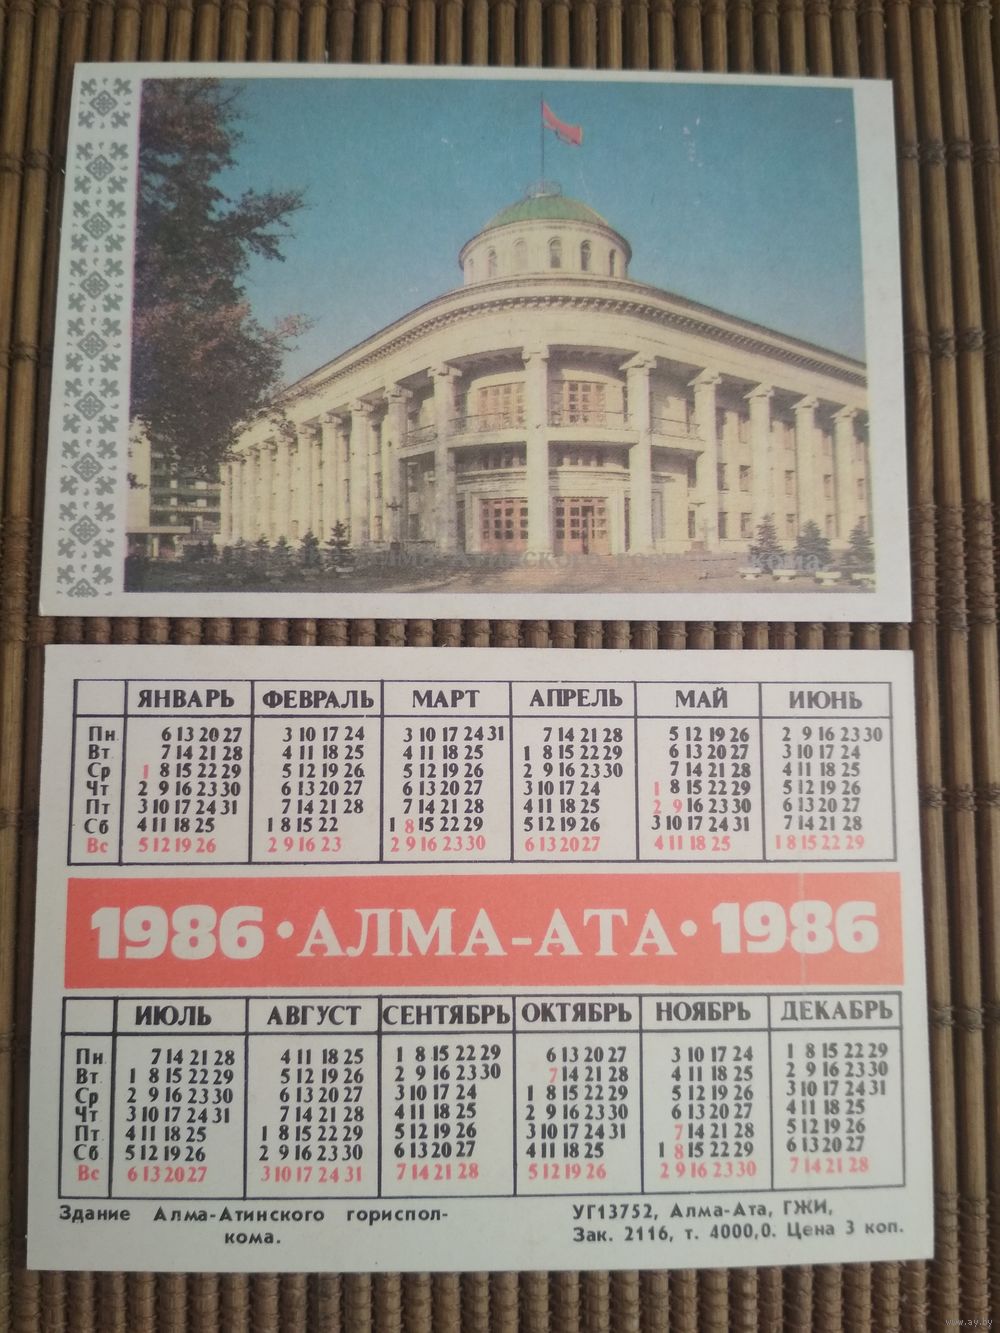 Алма-Атинского горисполкома.
ЯНВАРЬ ФЕВРАЛЬ МАРТ АПРЕЛЬ МАЙ ИЮНЬ
Пн. 6 13 20 27 3 10 17 24 3 10 17 24 31 7 14 21 28 5 12 19 26 2 9 16 23 30
Вт. 7 14 21 28 4 11 18 25 4 11 18 25 1 8 15 22 29 6 13 20 27 3 10 17 24
Ср 1 8 15 22 29 5 12 19 26 5 12 19 26 2 9 16 23 30 7 14 21 28 4 11 18 25
Чт 2 9 16 23 30 6 13 20 27 6 13 20 27 3 10 17 24 1 8 15 22 29 5 12 19 26
Пт 3 10 17 24 31 7 14 21 28 7 14 21 28 4 11 18 25 2 9 16 23 30 6 13 20 27
Сб 4 11 18 25 1 8 15 22 1 8 15 22 29 5 12 19 26 3 10 17 24 31 7 14 21 28
Вс 5 12 19 26 2 9 16 23 2 9 16 23 30 6 13 20 27 4 11 18 25 1 8 15 22 29
1986 · АЛМА-АТА · 1986
ИЮЛЬ АВГУСТ СЕНТЯБРЬ ОКТЯБРЬ НОЯБРЬ ДЕКАБРЬ
Пн. 7 14 21 28 4 11 18 25 1 8 15 22 29 6 13 20 27 3 10 17 24 1 8 15 22 29
Вт. 1 8 15 22 29 5 12 19 26 2 9 16 23 30 7 14 21 28 4 11 18 25 2 9 16 23 30
Ср 2 9 16 23 30 6 13 20 27 3 10 17 24 1 8 15 22 29 5 12 19 26 3 10 17 24 31
Чт 3 10 17 24 31 7 14 21 28 4 11 18 25 2 9 16 23 30 6 13 20 27 4 11 18 25
Пт 4 11 18 25 1 8 15 22 29 5 12 19 26 3 10 17 24 31 7 14 21 28 5 12 19 26
Сб 5 12 19 26 2 9 16 23 30 6 13 20 27 4 11 18 25 1 8 15 22 29 6 13 20 27
Вс 6 13 20 27 3 10 17 24 31 7 14 21 28 5 12 19 26 2 9 16 23 30 7 14 21 28
Здание Алма-Атинского гориспол-
кома.
УГ13752, Алма-Ата, ГЖИ,
Зак. 2116, т. 4000,0. Цена 3 коп.
www.ay.by